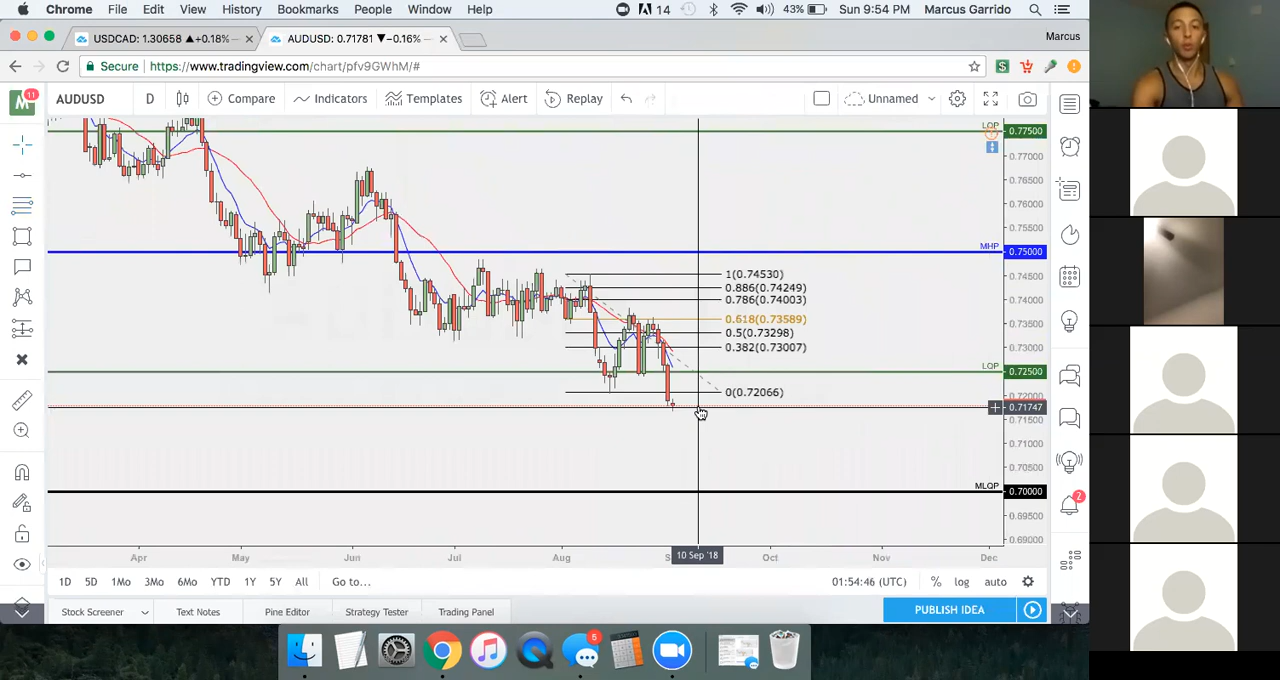 Chrome File Edit View History Bookmarks People Window Help 14 43% Sun 9:54 PM Marcus Garrido
USDCAD: 1.30658 ▲+0.18% × AUDUSD: 0.71781 ▼−0.16% × Marcus
Secure https://www.tradingview.com/chart/pfv9GWhM/#
M 11 AUDUSD D Compare Indicators Templates Alert Replay Unnamed
LQP 0.77500
0.77000
0.76500
0.76000
0.75500
MHP 0.75000
0.74500
1(0.74530)
0.886(0.74249)
0.786(0.74003) 0.74000
0.618(0.73589) 0.73500
0.5(0.73298)
0.382(0.73007) 0.73000
LQP 0.72500
0(0.72066) 0.72000
0.71747
0.71500
0.71000
0.70500
MLQP 0.70000
0.69500
0.69000
Apr May Jun Jul Aug 10 Sep '18 Oct Nov Dec
1D 5D 1Mo 3Mo 6Mo YTD 1Y 5Y All Go to... 01:54:46 (UTC) % log auto
Stock Screener Text Notes Pine Editor Strategy Tester Trading Panel PUBLISH IDEA
5